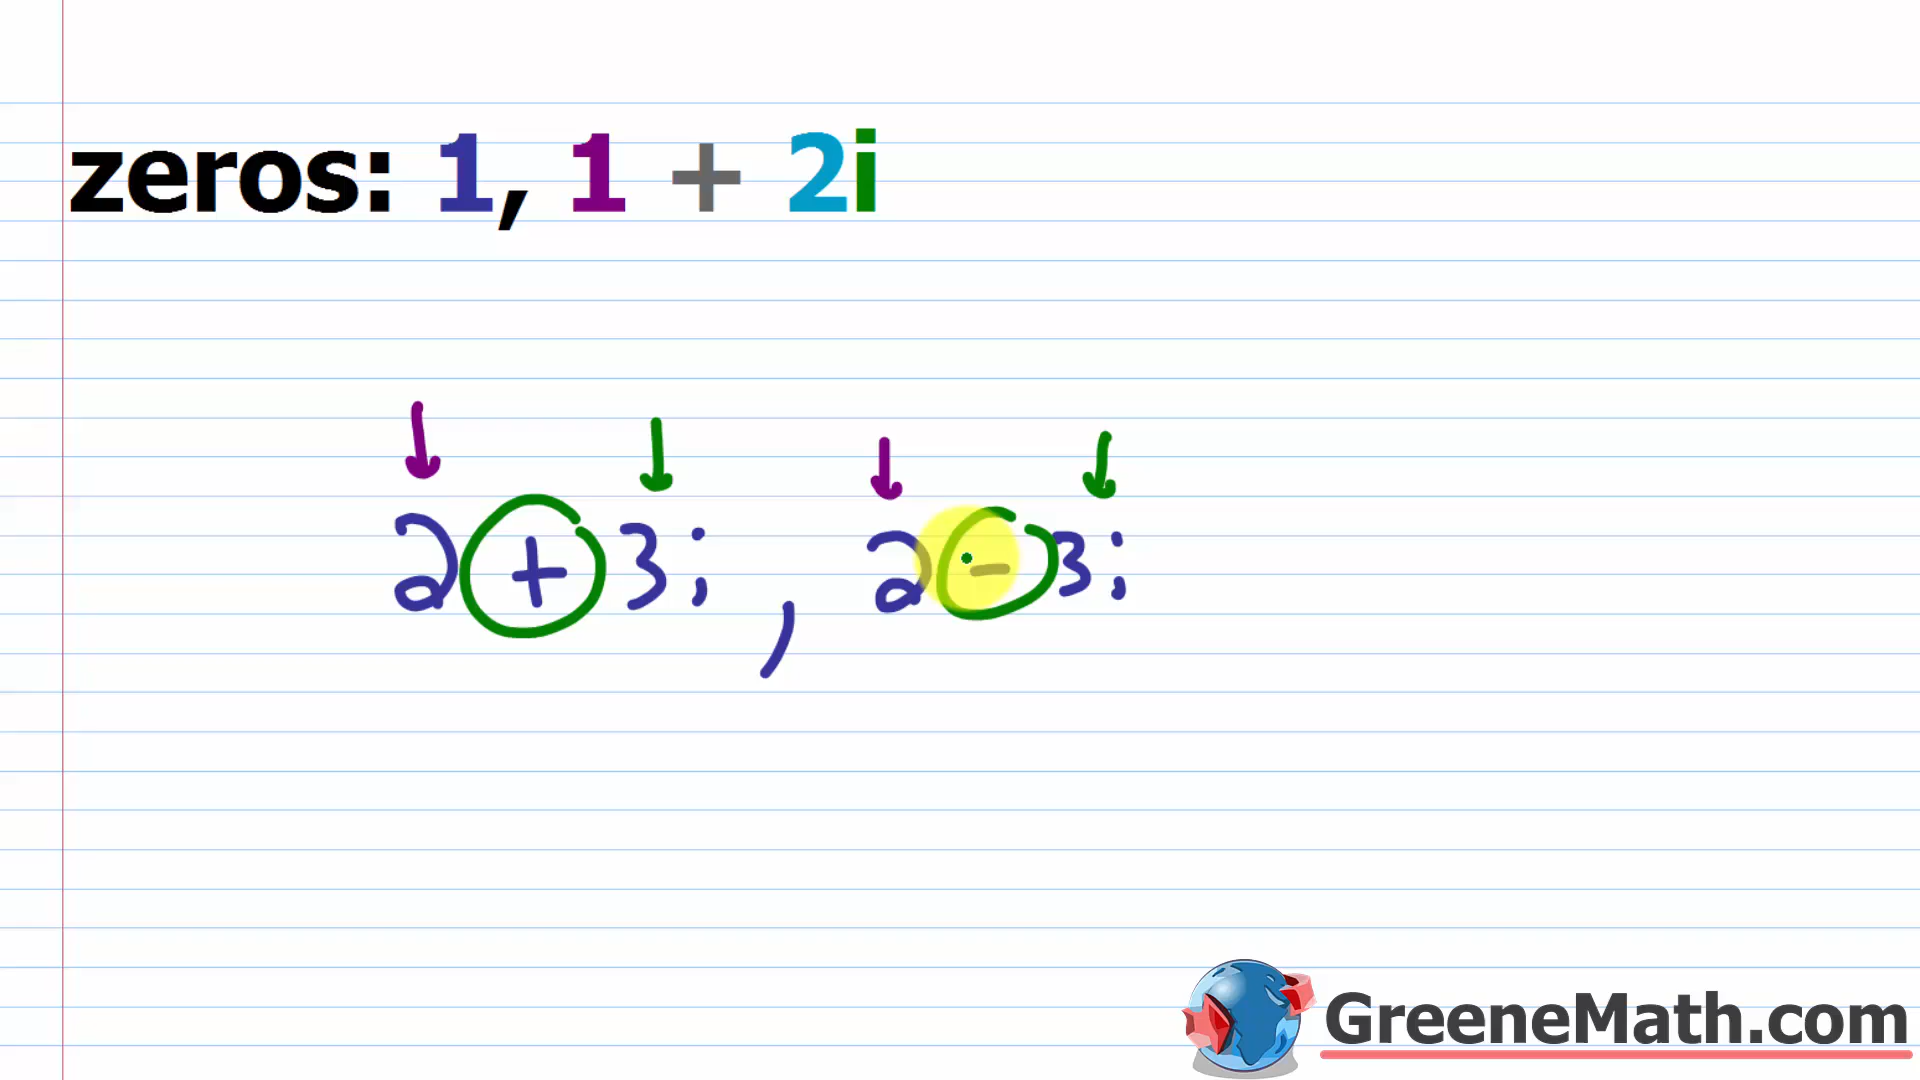 zeros: 1, 1 + 2i
2 + 3i, 2 - 3i
GreeneMath.com